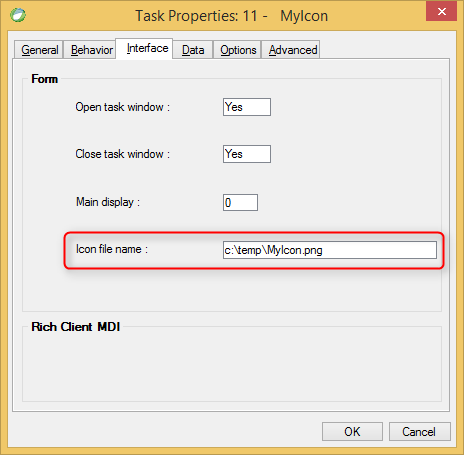 Task Properties: 11 - MyIcon
General Behavior Interface Data Options Advanced
Form
Open task window : Yes
Close task window : Yes
Main display : 0
Icon file name : c:\temp\MyIcon.png
Rich Client MDI
OK Cancel